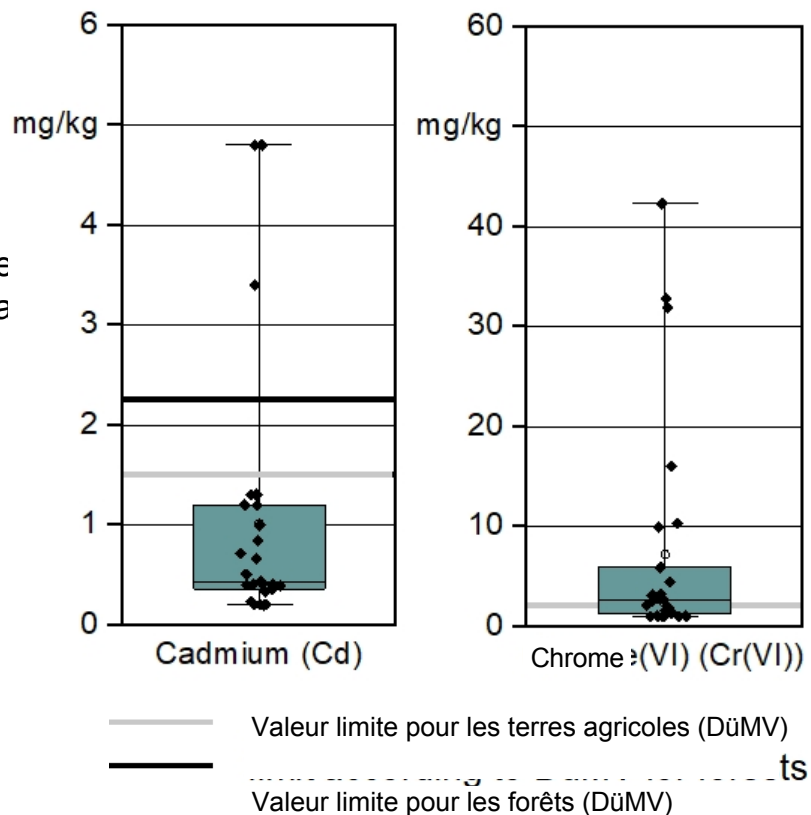 6
mg/kg
4
3
2
1
0
Cadmium (Cd)
60
mg/kg
40
30
20
10
0
Chrome (VI) (Cr(VI))
Valeur limite pour les terres agricoles (DüMV)
Valeur limite pour les forêts (DüMV)